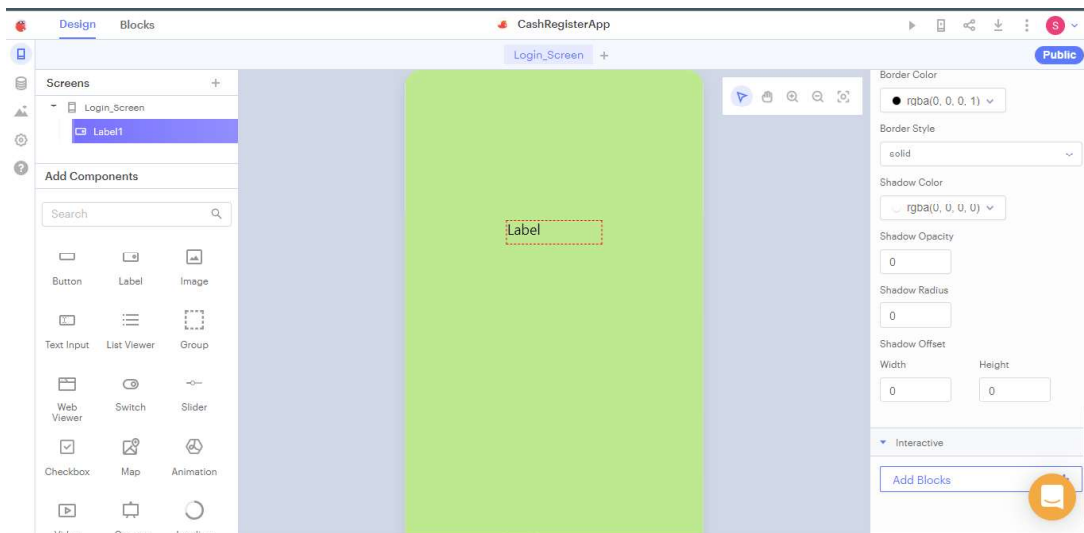 Design Blocks CashRegisterApp S
Login_Screen + Public
Screens +
Login_Screen
Label1
Add Components
Search
Button Label Image
Text Input List Viewer Group
Web Viewer Switch Slider
Checkbox Map Animation
Label
Border Color
rgba(0, 0, 0, 1)
Border Style
solid
Shadow Color
rgba(0, 0, 0, 0)
Shadow Opacity
0
Shadow Radius
0
Shadow Offset
Width Height
0 0
Interactive
Add Blocks